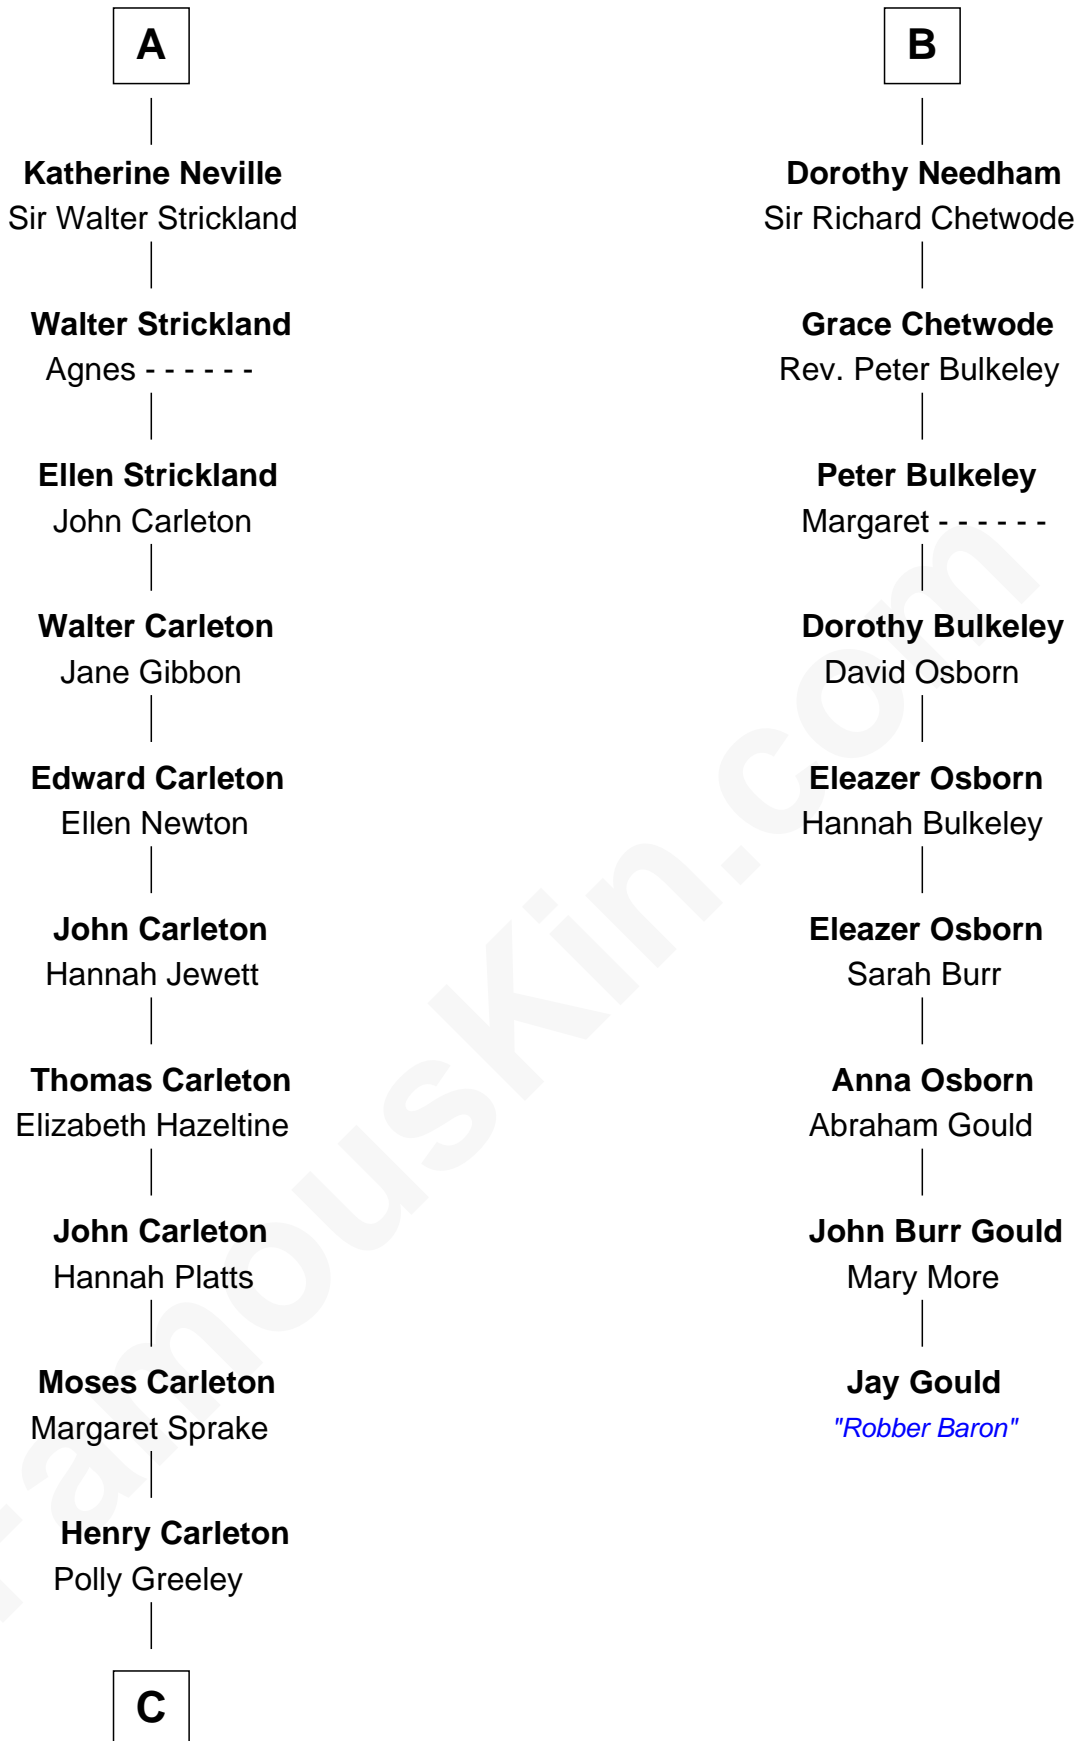 A
Katherine Neville
Sir Walter Strickland
Walter Strickland
Agnes - - - - - -
Ellen Strickland
John Carleton
Walter Carleton
Jane Gibbon
Edward Carleton
Ellen Newton
John Carleton
Hannah Jewett
Thomas Carleton
Elizabeth Hazeltine
John Carleton
Hannah Platts
Moses Carleton
Margaret Sprake
Henry Carleton
Polly Greeley
C
B
Dorothy Needham
Sir Richard Chetwode
Grace Chetwode
Rev. Peter Bulkeley
Peter Bulkeley
Margaret - - - - - -
Dorothy Bulkeley
David Osborn
Eleazer Osborn
Hannah Bulkeley
Eleazer Osborn
Sarah Burr
Anna Osborn
Abraham Gould
John Burr Gould
Mary More
Jay Gould
"Robber Baron"
FamousKin.com